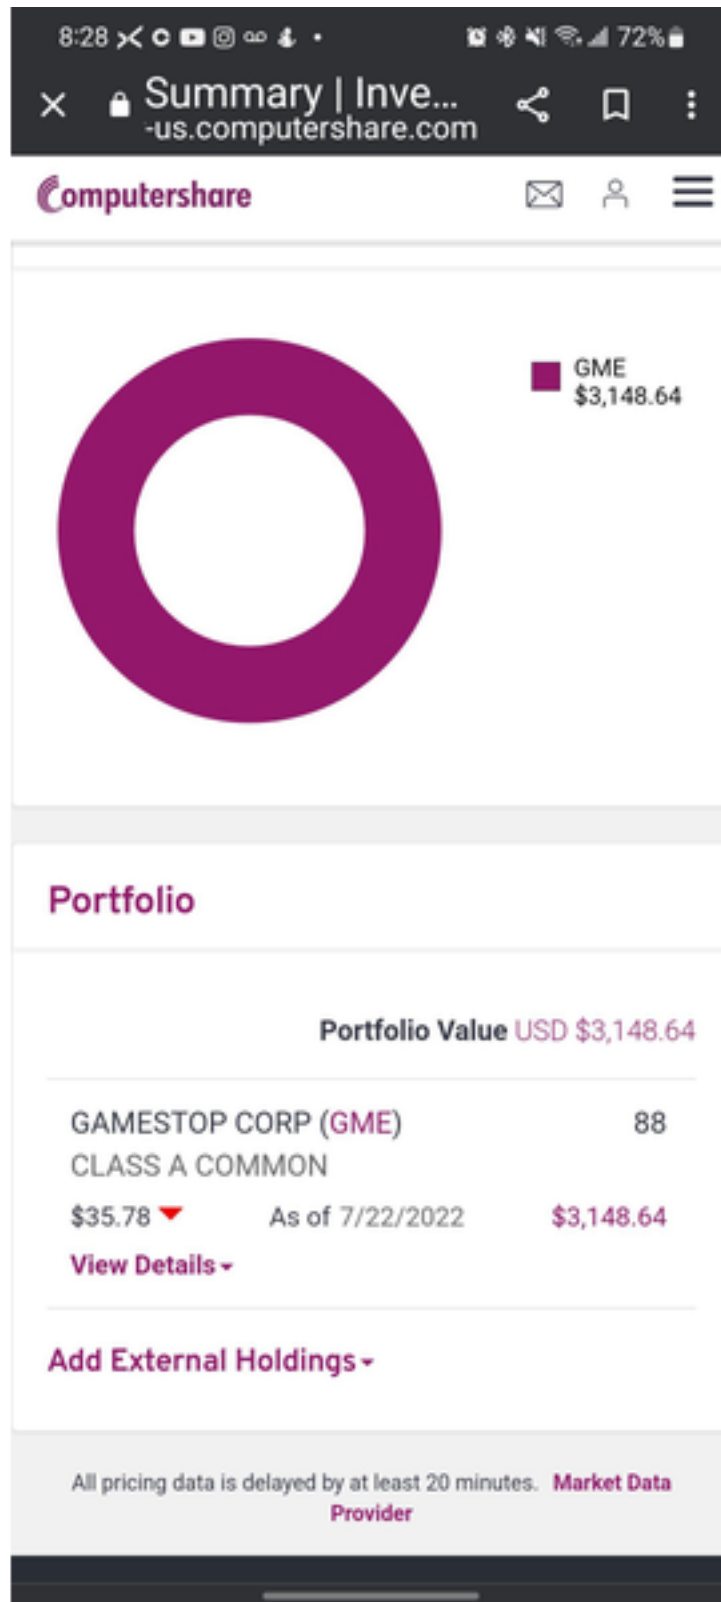 8:28
72%
Summary | Inve...
-us.computershare.com
Computershare
GME
$3,148.64
Portfolio
Portfolio Value USD $3,148.64
GAMESTOP CORP (GME) 88
CLASS A COMMON
$35.78 As of 7/22/2022 $3,148.64
View Details
Add External Holdings
All pricing data is delayed by at least 20 minutes. Market Data
Provider